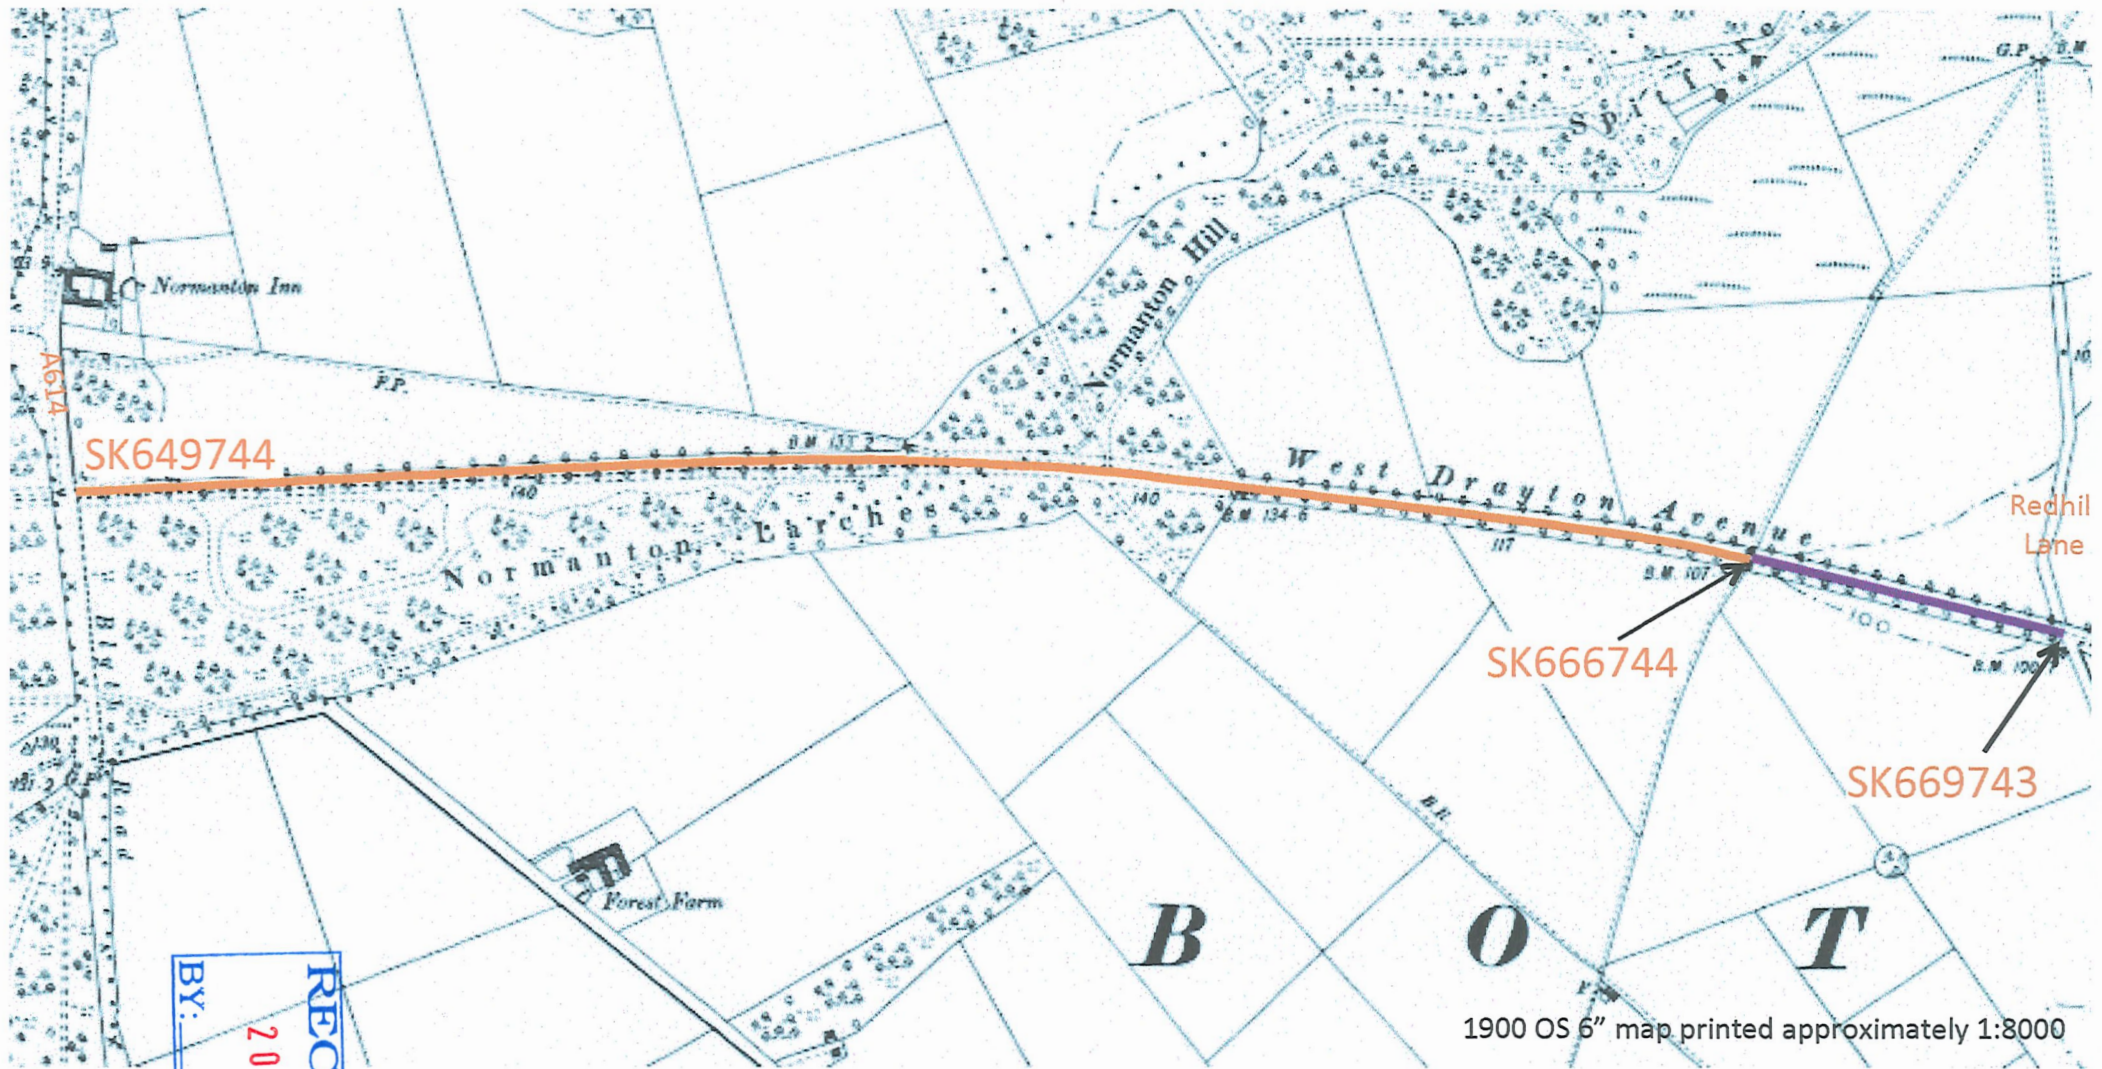 G.P.
B.M.
Spitfire
Normanton Inn
Normanton Hill
A614
F.P.
SK649744
B.M. 133.2
West Drayton Avenue
140
140
B.M. 134.6
117
B.M. 107
Redhil
Lane
Normanton Larches
100
SK666744
B.M. 100
SK669743
B.R.
Forest Farm
B O T
REC
BY:
20
1900 OS 6” map printed approximately 1:8000